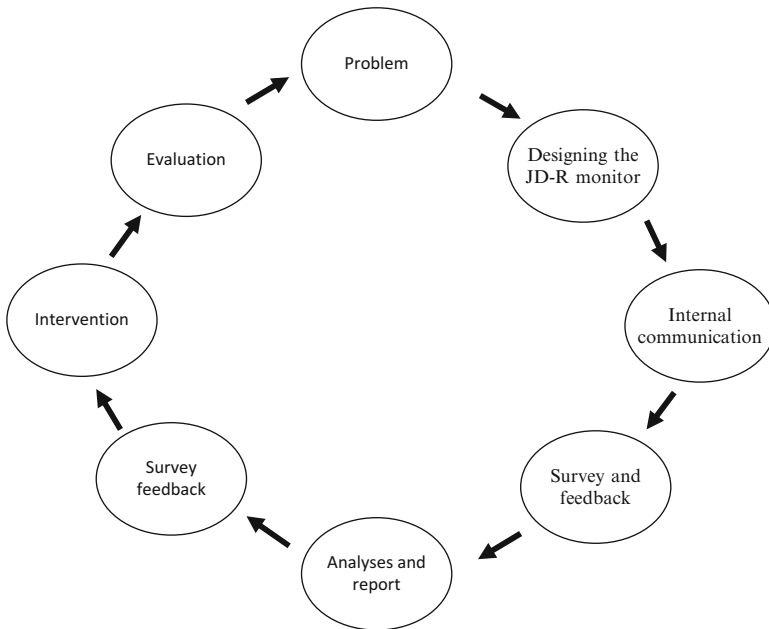 Problem
Designing the
JD-R monitor
Internal
communication
Survey and
feedback
Analyses and
report
Survey
feedback
Intervention
Evaluation